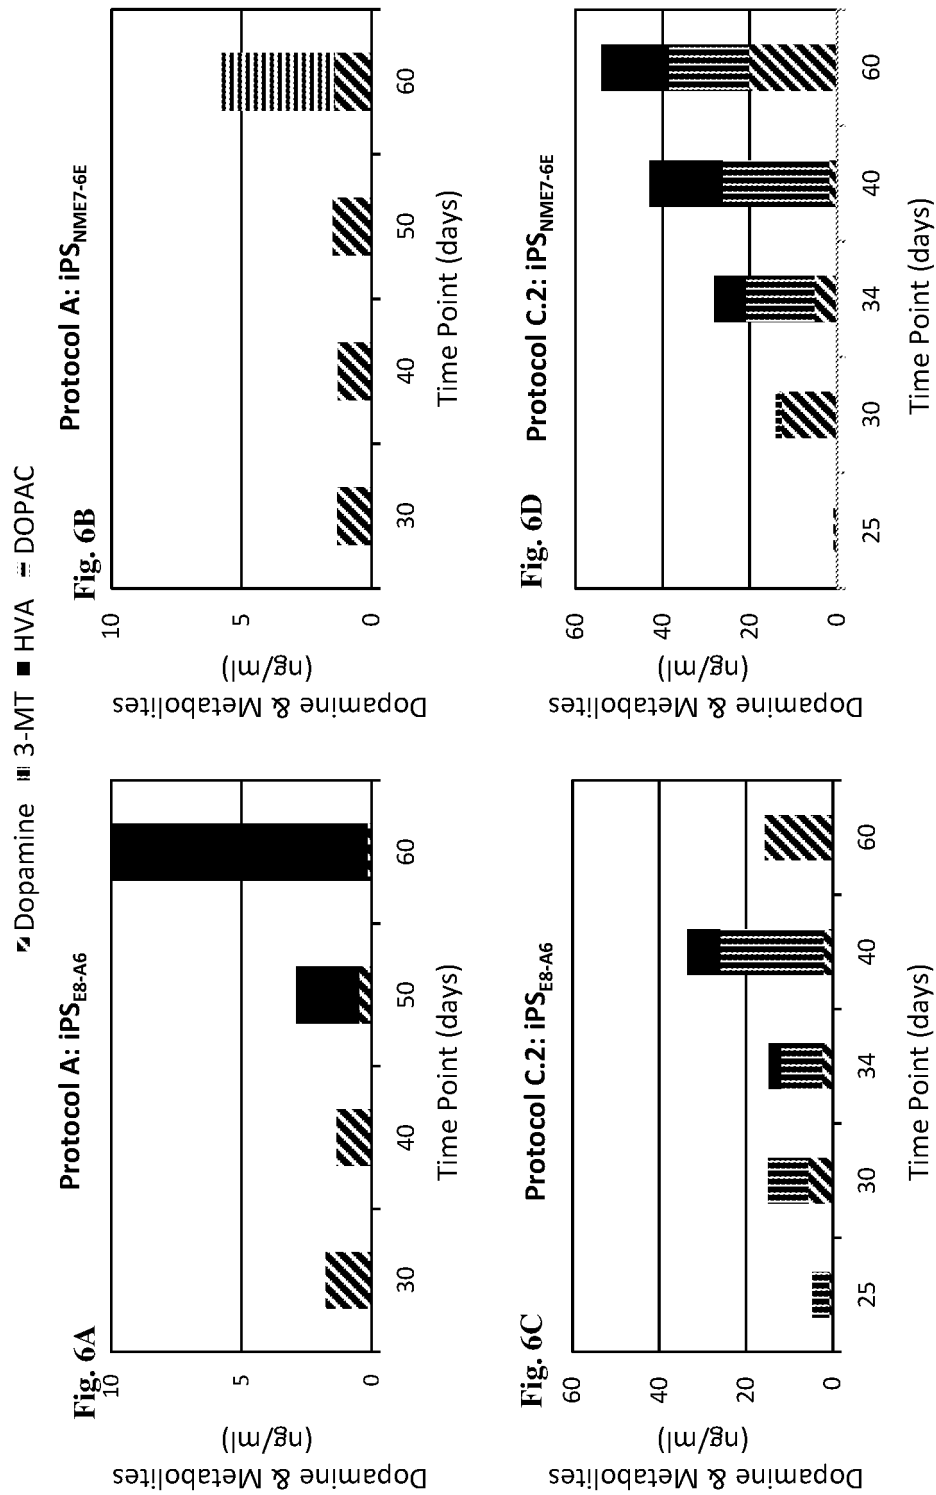 Dopamine 3-MT HVA DOPAC
Fig. 6A
Protocol A: iPSE8-A6
Dopamine & Metabolites
(ng/ml)
10
5
0
30 40 50 60
Time Point (days)
Fig. 6B
Protocol A: iPSNME7-6E
Dopamine & Metabolites
(ng/ml)
10
5
0
30 40 50 60
Time Point (days)
Fig. 6C
Protocol C.2: iPSE8-A6
Dopamine & Metabolites
(ng/ml)
60
40
20
0
25 30 34 40 60
Time Point (days)
Fig. 6D
Protocol C.2: iPSNME7-6E
Dopamine & Metabolites
(ng/ml)
60
40
20
0
25 30 34 40 60
Time Point (days)